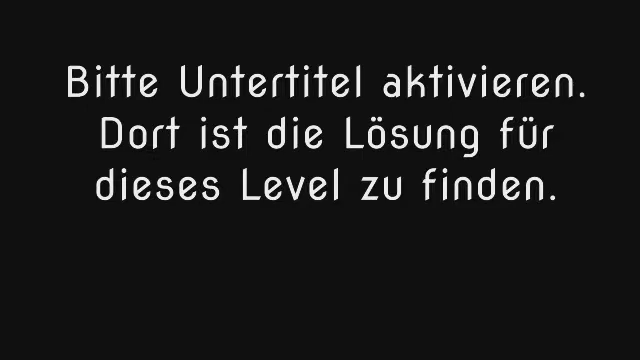 Bitte Untertitel aktivieren.
Dort ist die Lösung für
dieses Level zu finden.